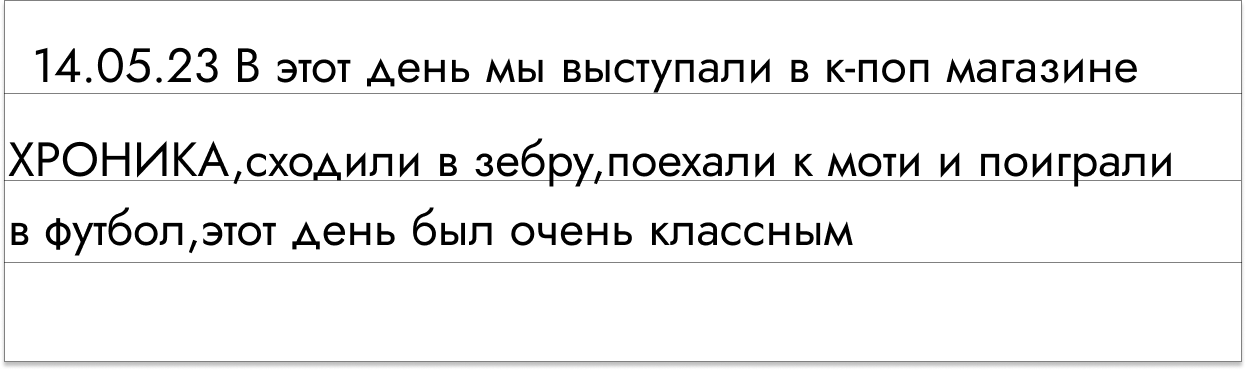 14.05.23 В этот день мы выступали в к-поп магазине
ХРОНИКА,сходили в зебру,поехали к моти и поиграли
в футбол,этот день был очень классным